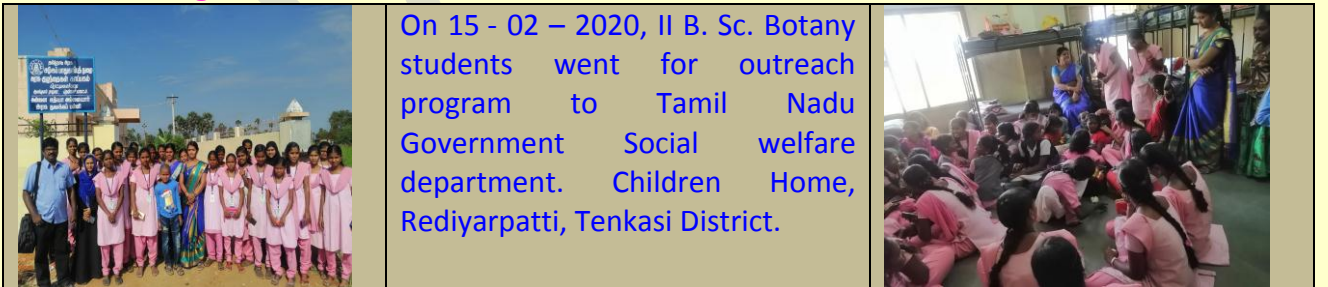 On 15 - 02 – 2020, II B. Sc. Botany
students went for outreach
program to Tamil Nadu
Government Social welfare
department. Children Home,
Rediyarpatti, Tenkasi District.